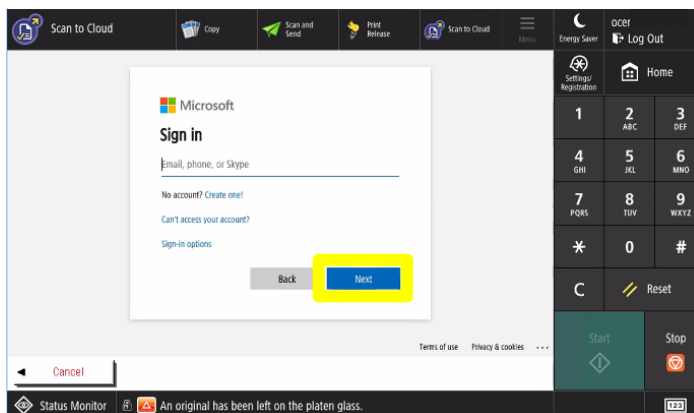 Scan to Cloud
Copy
Scan and
Send
Print
Release
Scan to Cloud
Menu
Energy Saver
ocer
Log Out
Settings/
Registration
Home
Microsoft
Sign in
Email, phone, or Skype
No account? Create one!
Can't access your account?
Sign-in options
Back
Next
Terms of use Privacy & cookies ...
Cancel
1
2
ABC
3
DEF
4
GHI
5
JKL
6
MNO
7
PQRS
8
TUV
9
WXYZ
*
0
#
C
Reset
Start
Stop
Status Monitor
An original has been left on the platen glass.
123